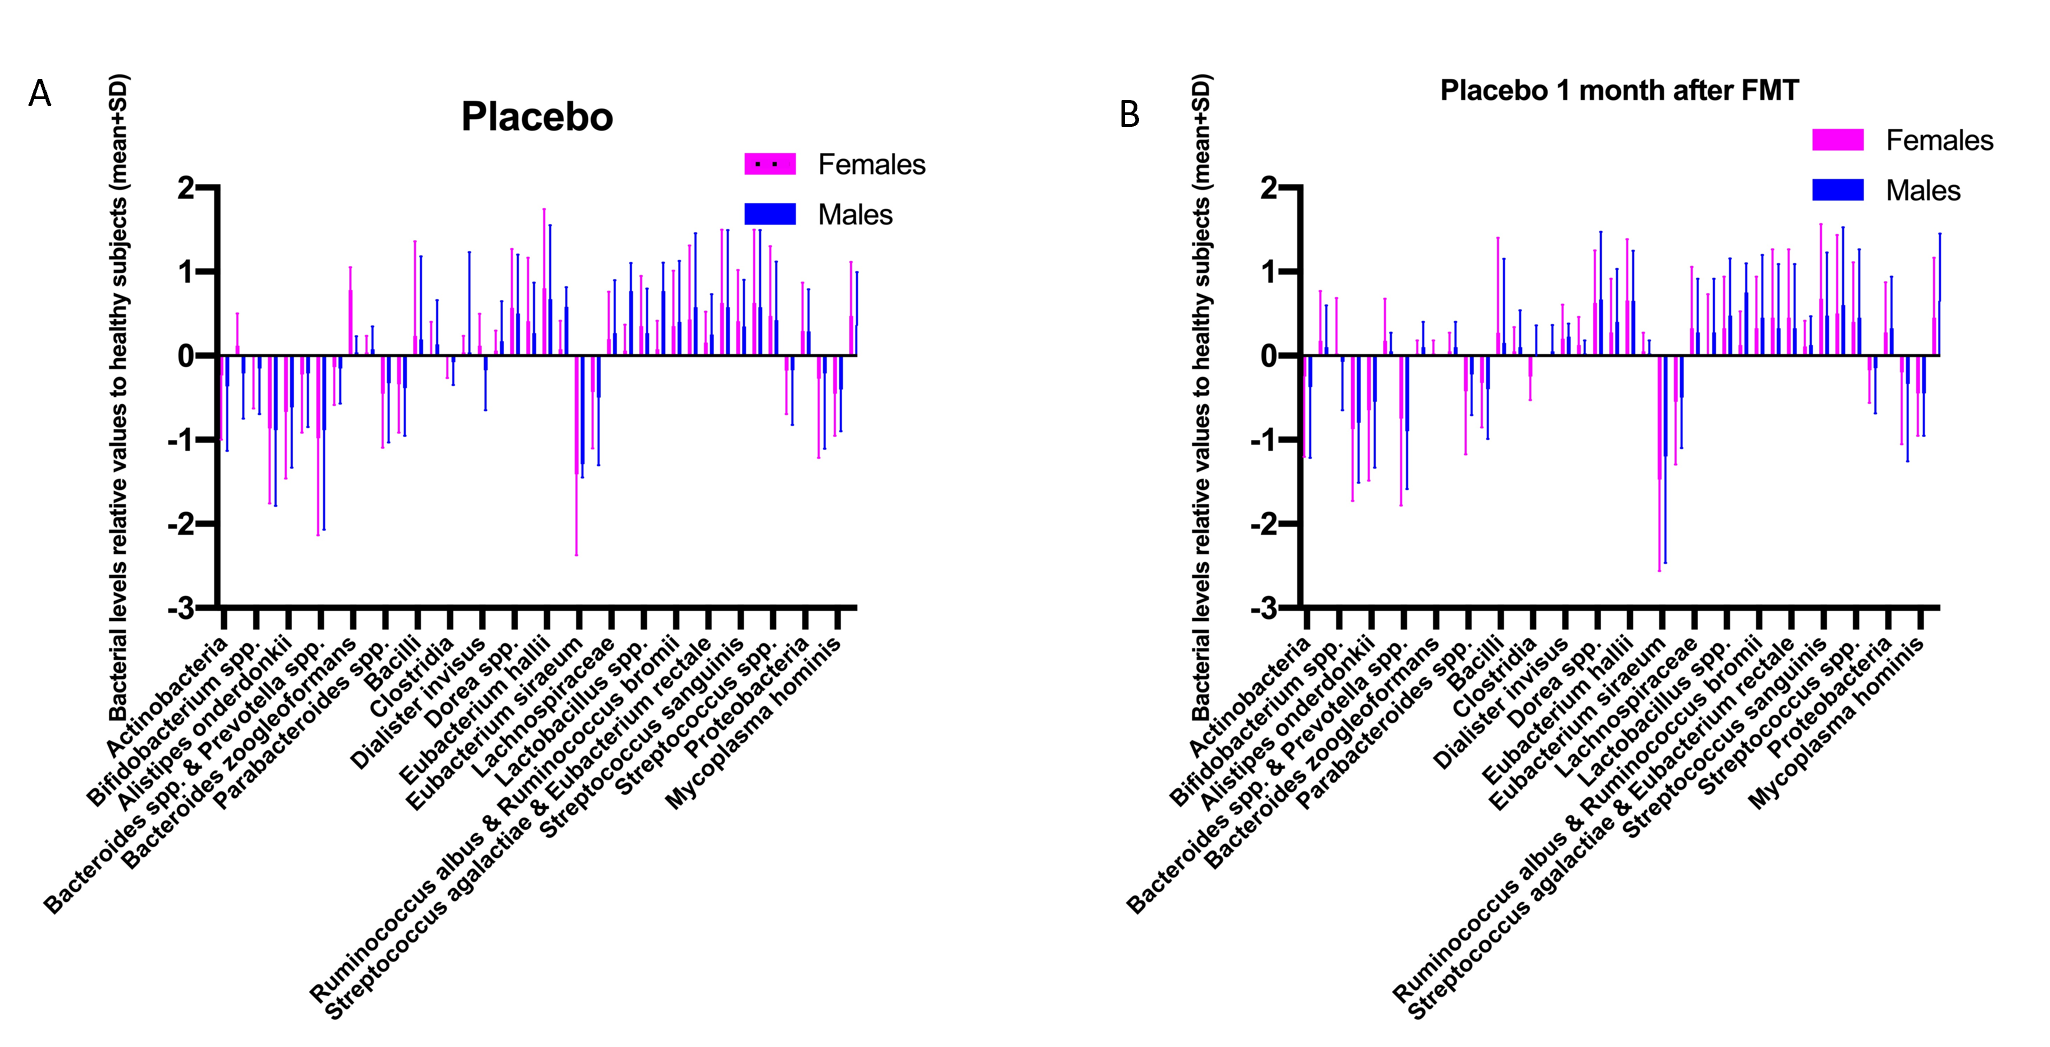 A
Placebo
Bacterial levels relative values to healthy subjects (mean+SD)
Females
Males
2
1
0
-1
-2
-3
Actinobacteria
Bifidobacterium spp.
Alistipes onderdonkii
Bacteroides spp. & Prevotella spp.
Bacteroides zoogleoformans
Parabacteroides spp.
Bacilli
Clostridia
Dialister invisus
Dorea spp.
Eubacterium hallii
Eubacterium siraeum
Lachnospiraceae
Lactobacillus spp.
Ruminococcus albus & Ruminococcus bromii
Streptococcus agalactiae & Eubacterium rectale
Streptococcus sanguinis
Streptococcus spp.
Proteobacteria
Mycoplasma hominis
B
Placebo 1 month after FMT
Bacterial levels relative values to healthy subjects (mean+SD)
Females
Males
2
1
0
-1
-2
-3
Actinobacteria
Bifidobacterium spp.
Alistipes onderdonkii
Bacteroides spp. & Prevotella spp.
Bacteroides zoogleoformans
Parabacteroides spp.
Bacilli
Clostridia
Dialister invisus
Dorea spp.
Eubacterium hallii
Eubacterium siraeum
Lachnospiraceae
Lactobacillus spp.
Ruminococcus albus & Ruminococcus bromii
Streptococcus agalactiae & Eubacterium rectale
Streptococcus sanguinis
Streptococcus spp.
Proteobacteria
Mycoplasma hominis